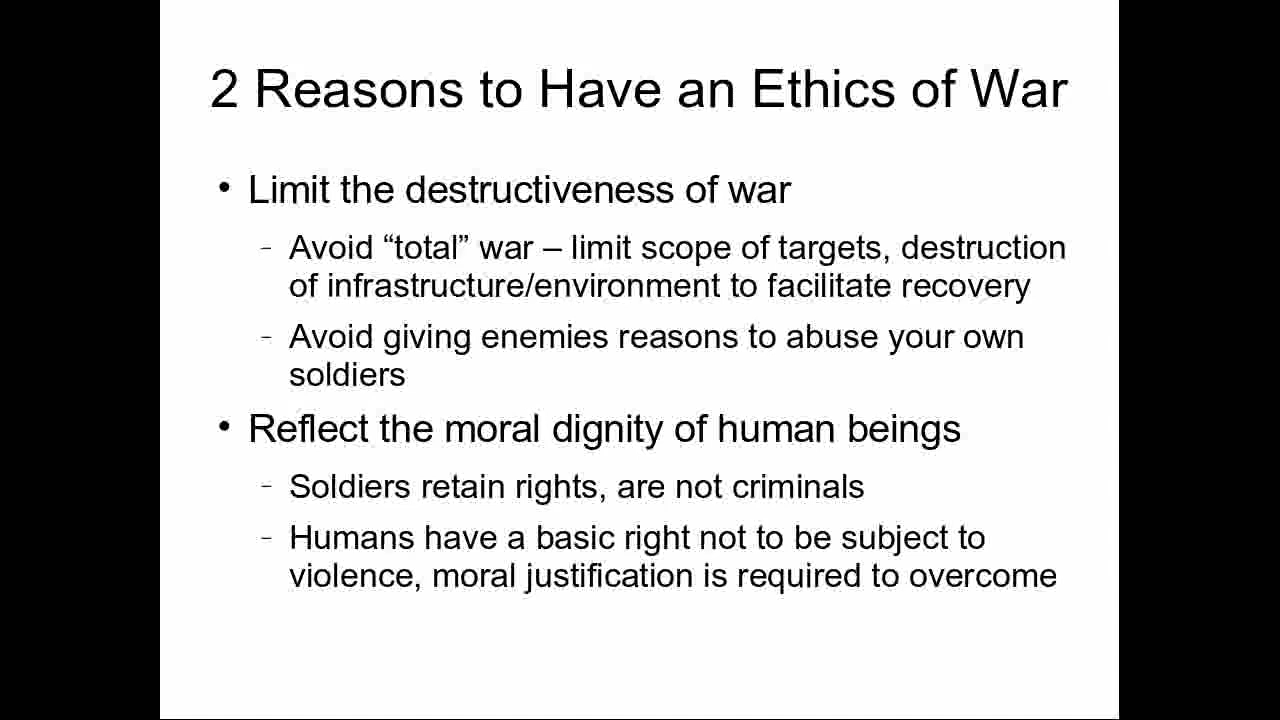 2 Reasons to Have an Ethics of War
• Limit the destructiveness of war
– Avoid “total” war – limit scope of targets, destruction
of infrastructure/environment to facilitate recovery
– Avoid giving enemies reasons to abuse your own
soldiers
• Reflect the moral dignity of human beings
– Soldiers retain rights, are not criminals
– Humans have a basic right not to be subject to
violence, moral justification is required to overcome